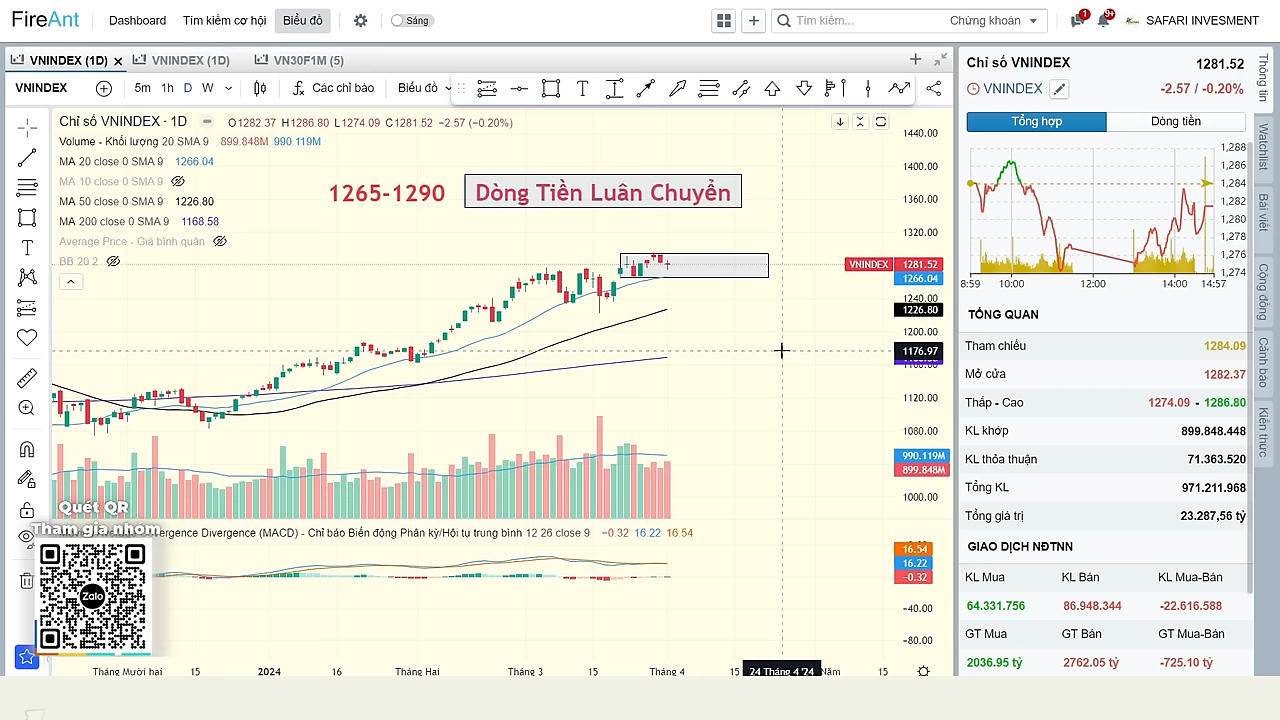 FireAnt Dashboard Tìm kiếm cơ hội Biểu đồ Sáng Tìm kiếm... Chứng khoán 1 9+ SAFARI INVESMENT
VNINDEX (1D) VNINDEX (1D) VN30F1M (5)
VNINDEX 5m 1h D W Các chỉ báo Biểu đồ
Chỉ số VNINDEX · 1D O1282.37 H1286.80 L1274.09 C1281.52 −2.57 (−0.20%)
Volume - Khối lượng 20 SMA 9 899.848M 990.119M
MA 20 close 0 SMA 9 1266.04
MA 10 close 0 SMA 9
MA 50 close 0 SMA 9 1226.80
MA 200 close 0 SMA 9 1168.58
Average Price - Giá bình quân
BB 20 2
1265-1290 Dòng Tiền Luân Chuyển
1440.00
1400.00
1360.00
1320.00
VNINDEX 1281.52
1266.04
1240.00
1226.80
1200.00
1176.97
1120.00
1080.00
990.119M
899.848M
1000.00
Quét QR
Tham gia nhóm
Zalo
ergence Divergence (MACD) - Chỉ báo Biến động Phân kỳ/Hội tụ trung bình 12 26 close 9 −0.32 16.22 16.54
16.54
16.22
−0.32
−40.00
−80.00
Tháng Mười hai 15 2024 16 Tháng Hai Tháng 3 15 Tháng 4 15 24 Tháng 4 '24 Năm 15
Chỉ số VNINDEX 1281.52
VNINDEX -2.57 / -0.20%
Tổng hợp Dòng tiền
1,288
1,286
1,284
1,282
1,280
1,278
1,276
8:59 10:00 12:00 14:00 14:57
TỔNG QUAN
Tham chiếu 1284.09
Mở cửa 1282.37
Thấp - Cao 1274.09 - 1286.80
KL khớp 899.848.448
KL thỏa thuận 71.363.520
Tổng KL 971.211.968
Tổng giá trị 23.287,56 tỷ
GIAO DỊCH NĐTNN
KL Mua KL Bán KL Mua-Bán
64.331.756 86.948.344 -22.616.588
GT Mua GT Bán GT Mua-Bán
2036.95 tỷ 2762.05 tỷ -725.10 tỷ
Thông tin
Watchlist
Bài viết
Cộng đồng
Cảnh báo
Kiến thức